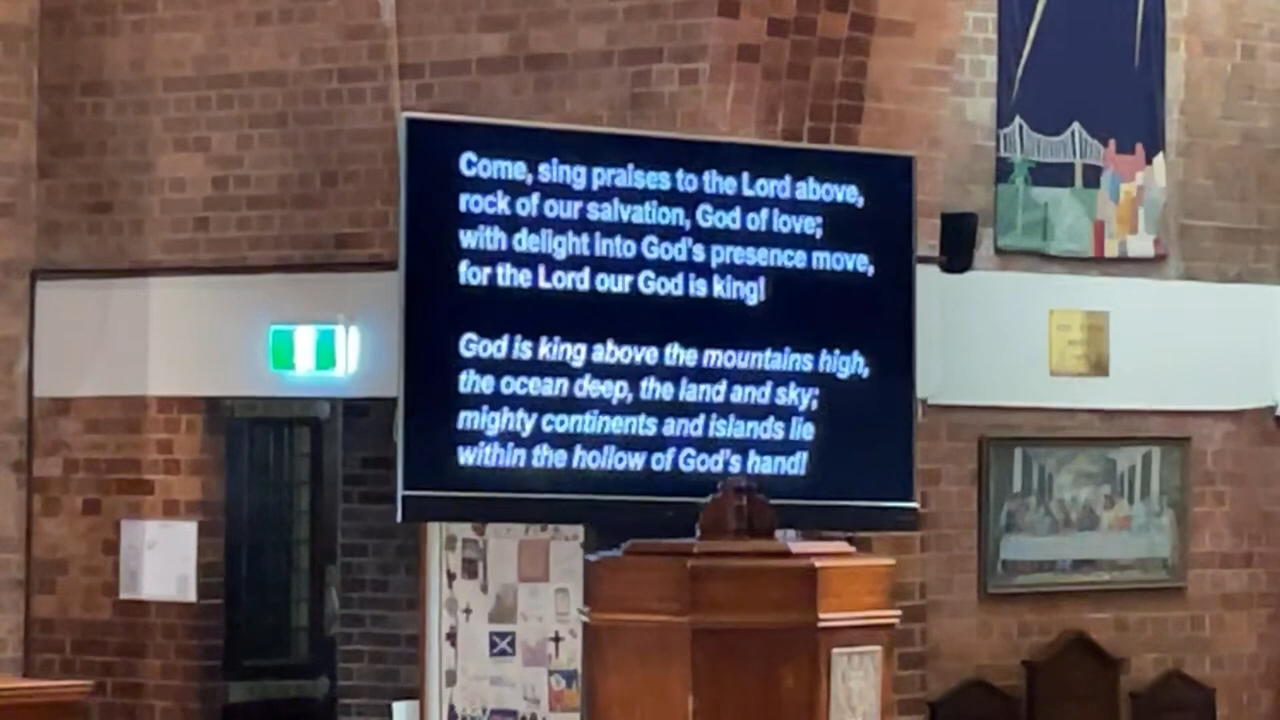 Come, sing praises to the Lord above,
rock of our salvation, God of love;
with delight into God's presence move,
for the Lord our God is king!
God is king above the mountains high,
the ocean deep, the land and sky;
mighty continents and islands lie
within the hollow of God's hand!